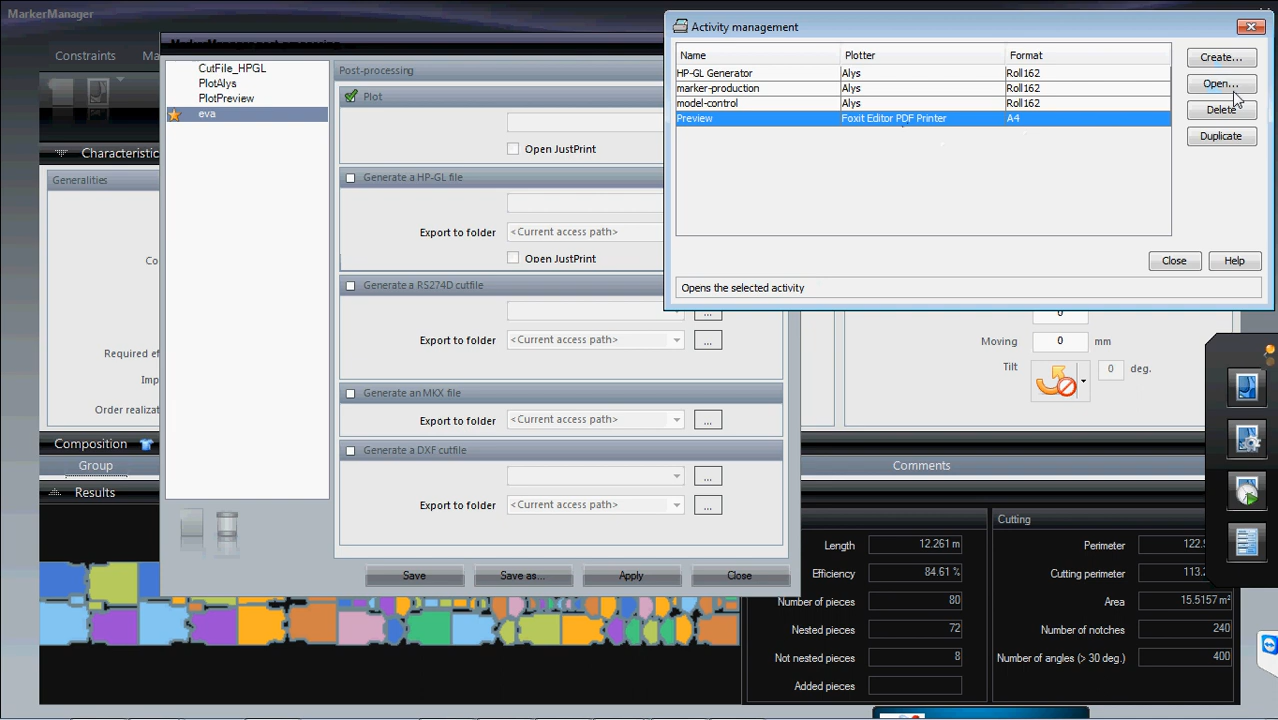 MarkerManager
Constraints
Ma
Characteristic
Generalities
Co
Required ef
Imp
Order realizat
Composition
Group
Results
CutFile_HPGL
PlotAlys
PlotPreview
eva
Post-processing
Plot
Open JustPrint
Generate a HP-GL file
Export to folder
<Current access path>
Open JustPrint
Generate a RS274D cutfile
...
Export to folder
<Current access path>
...
Generate an MKX file
Export to folder
<Current access path>
...
Generate a DXF cutfile
...
Export to folder
<Current access path>
...
Save
Save as...
Apply
Close
Activity management
Name Plotter Format
HP-GL Generator Alys Roll162
marker-production Alys Roll162
model-control Alys Roll162
Preview Foxit Editor PDF Printer A4
Create...
Open...
Delete
Duplicate
Close
Help
Opens the selected activity
0
Moving 0 mm
Tilt 0 deg.
Comments
Length 12.261 m
Efficiency 84.61 %
Number of pieces 80
Nested pieces 72
Not nested pieces 8
Added pieces
Cutting
Perimeter 122.
Cutting perimeter 113.
Area 15.5157 m²
Number of notches 240
Number of angles (> 30 deg.) 400